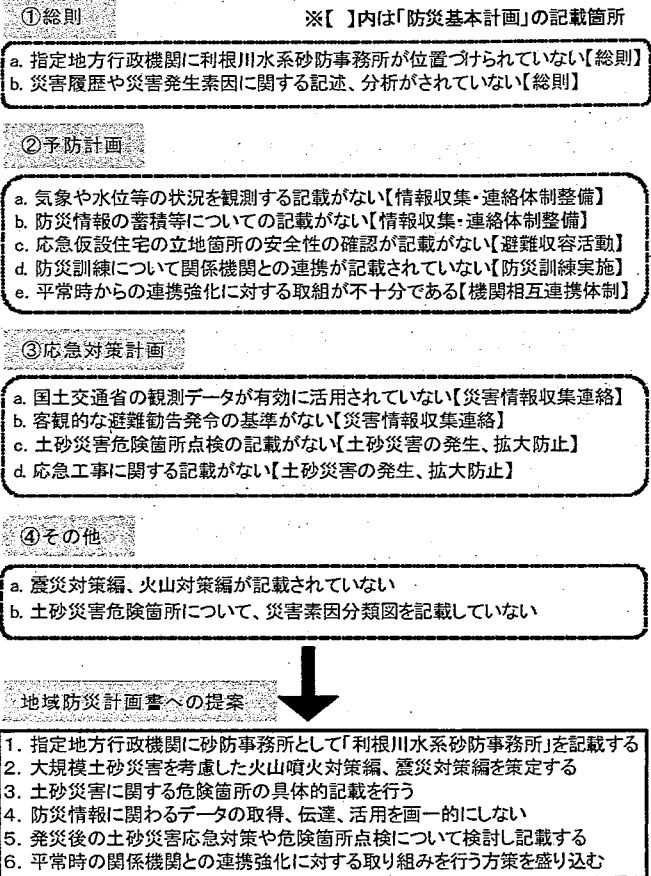 ①総則
※【 】内は「防災基本計画」の記載箇所
a. 指定地方行政機関に利根川水系砂防事務所が位置づけられていない【総則】
b. 災害履歴や災害発生素因に関する記述、分析がされていない【総則】
②予防計画
a. 気象や水位等の状況を観測する記載がない【情報収集・連絡体制整備】
b. 防災情報の蓄積等についての記載がない【情報収集・連絡体制整備】
c. 応急仮設住宅の立地箇所の安全性の確認が記載がない【避難収容活動】
d. 防災訓練について関係機関との連携が記載されていない【防災訓練実施】
e. 平常時からの連携強化に対する取組が不十分である【機関相互連携体制】
③応急対策計画
a. 国土交通省の観測データが有効に活用されていない【災害情報収集連絡】
b. 客観的な避難勧告発令の基準がない【災害情報収集連絡】
c. 土砂災害危険箇所点検の記載がない【土砂災害の発生、拡大防止】
d. 応急工事に関する記載がない【土砂災害の発生、拡大防止】
④その他
a. 震災対策編、火山対策編が記載されていない
b. 土砂災害危険箇所について、災害素因分類図を記載していない
地域防災計画書への提案
1. 指定地方行政機関に砂防事務所として「利根川水系砂防事務所」を記載する
2. 大規模土砂災害を考慮した火山噴火対策編、震災対策編を策定する
3. 土砂災害に関する危険箇所の具体的記載を行う
4. 防災情報に関わるデータの取得、伝達、活用を画一的にしない
5. 発災後の土砂災害応急対策や危険箇所点検について検討し記載する
6. 平常時の関係機関との連携強化に対する取り組みを行う方策を盛り込む